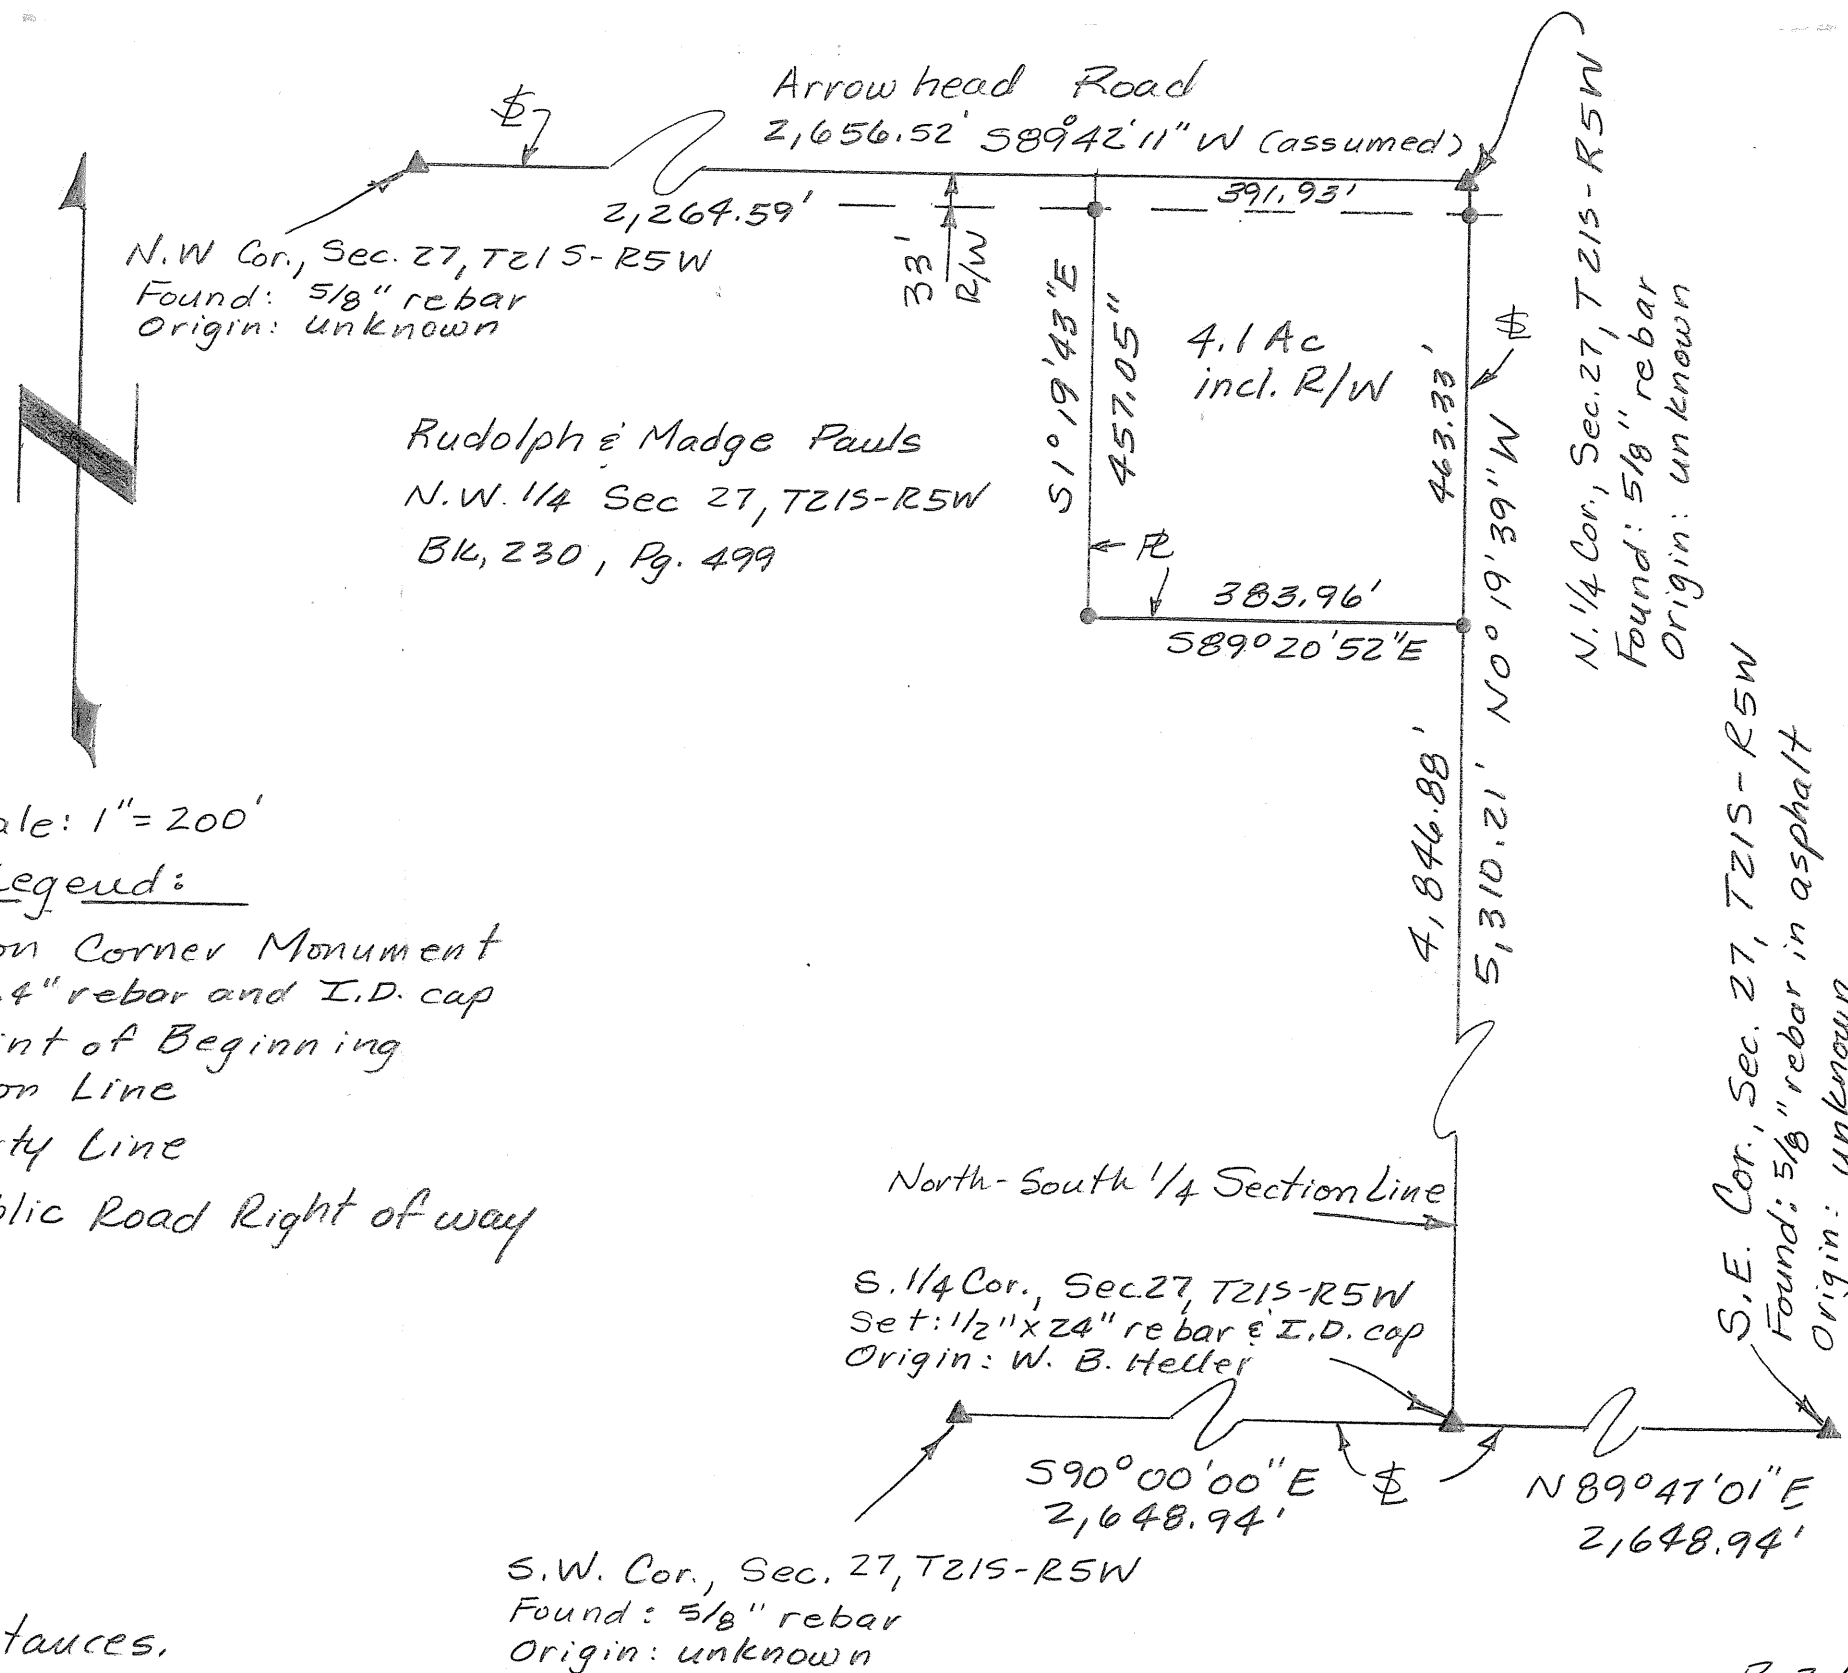 Arrowhead Road
2,656.52' S89°42'11" W (assumed)
391.93'
2,264.59'
33'
R/W
N.W Cor., Sec. 27, T21S-R5W
Found: 5/8" rebar
Origin: unknown
S1°19'43"E
457.05"
4.1 Ac
incl. R/W
463.33'
N0°19'39"W
N. 1/4 Cor., Sec. 27, T21S-R5W
Found: 5/8" rebar
Origin: unknown
Rudolph & Madge Pauls
N.W. 1/4 Sec 27, T21S-R5W
Bk, 230, Pg. 499
PL
383.96'
S89°20'52"E
4,846.88'
5,310.21'
ale: 1"=200'
Legend:
on Corner Monument
4" rebar and I.D. cap
int of Beginning
on Line
rty Line
blic Road Right of way
S.E. Cor., Sec. 27, T21S-R5W
Found: 5/8" rebar in asphalt
Origin: unknown
North-South 1/4 Section Line
S. 1/4 Cor., Sec 27, T21S-R5W
Set: 1/2" x 24" rebar & I.D. cap
Origin: W. B. Heller
S90°00'00"E
2,648.94'
N89°47'01"E
2,648.94'
S.W. Cor., Sec. 27, T21S-R5W
Found: 5/8" rebar
Origin: unknown
tances.